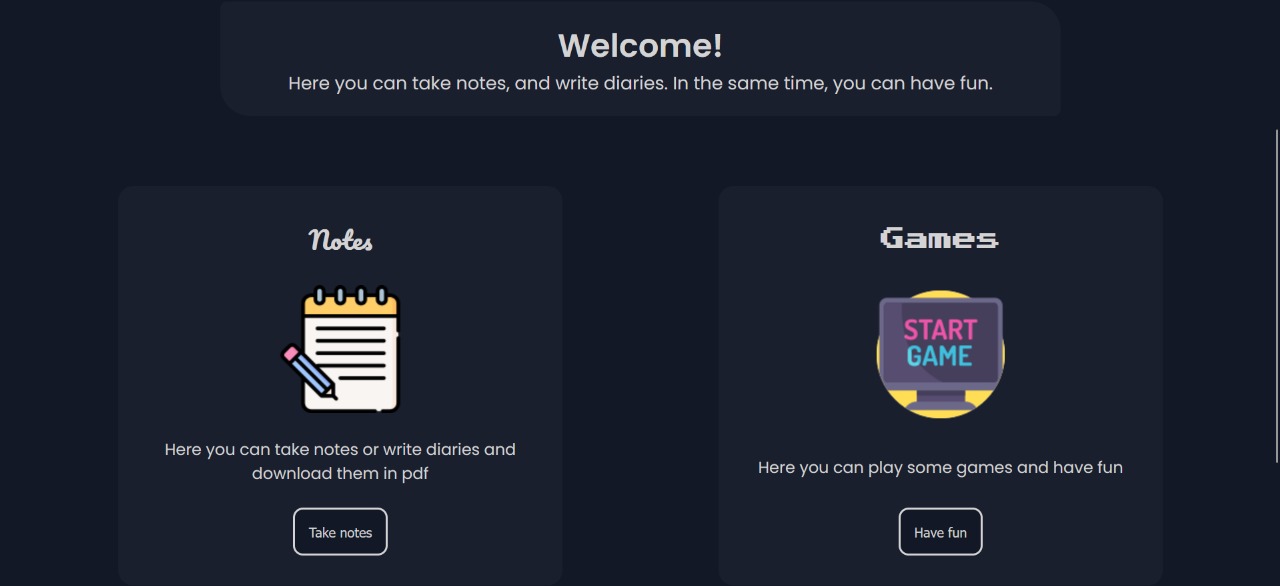 Welcome!
Here you can take notes, and write diaries. In the same time, you can have fun.
Notes
Games
START
GAME
Here you can take notes or write diaries and
download them in pdf
Here you can play some games and have fun
Take notes
Have fun